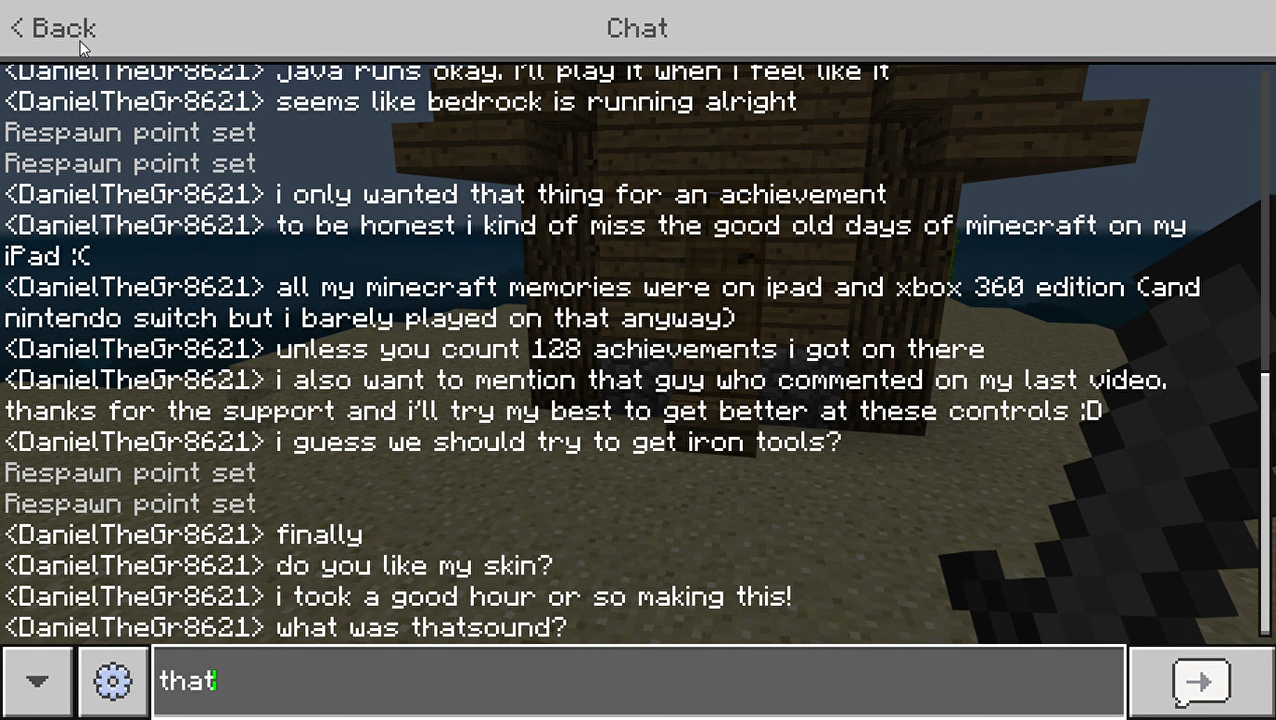 < Back
Chat
<DanielTheGr8621> java runs okay. i'll play it when i feel like it
<DanielTheGr8621> seems like bedrock is running alright
Respawn point set
Respawn point set
<DanielTheGr8621> i only wanted that thing for an achievement
<DanielTheGr8621> to be honest i kind of miss the good old days of minecraft on my
iPad :(
<DanielTheGr8621> all my minecraft memories were on ipad and xbox 360 edition (and
nintendo switch but i barely played on that anyway)
<DanielTheGr8621> unless you count 128 achievements i got on there
<DanielTheGr8621> i also want to mention that guy who commented on my last video.
thanks for the support and i'll try my best to get better at these controls :D
<DanielTheGr8621> i guess we should try to get iron tools?
Respawn point set
Respawn point set
<DanielTheGr8621> finally
<DanielTheGr8621> do you like my skin?
<DanielTheGr8621> i took a good hour or so making this!
<DanielTheGr8621> what was thatsound?
that